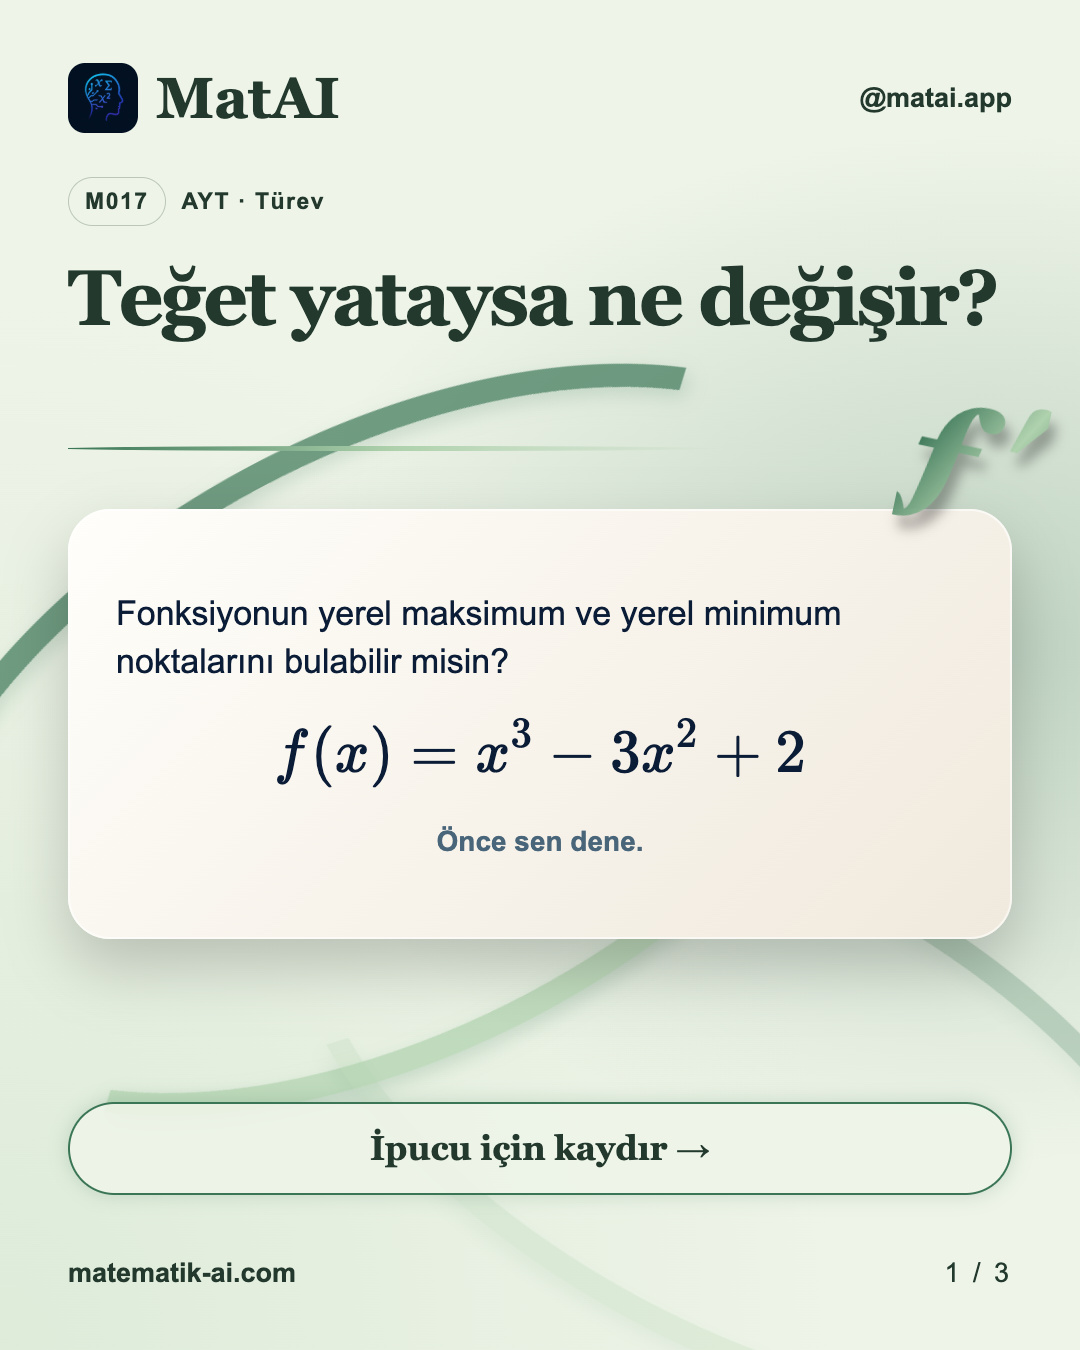 MatAI
@matai.app
M017 AYT · Türev
Teğet yataysa ne değişir?
f′
Fonksiyonun yerel maksimum ve yerel minimum
noktalarını bulabilir misin?
f(x) = x³ − 3x² + 2
Önce sen dene.
İpucu için kaydır →
matematik-ai.com
1 / 3